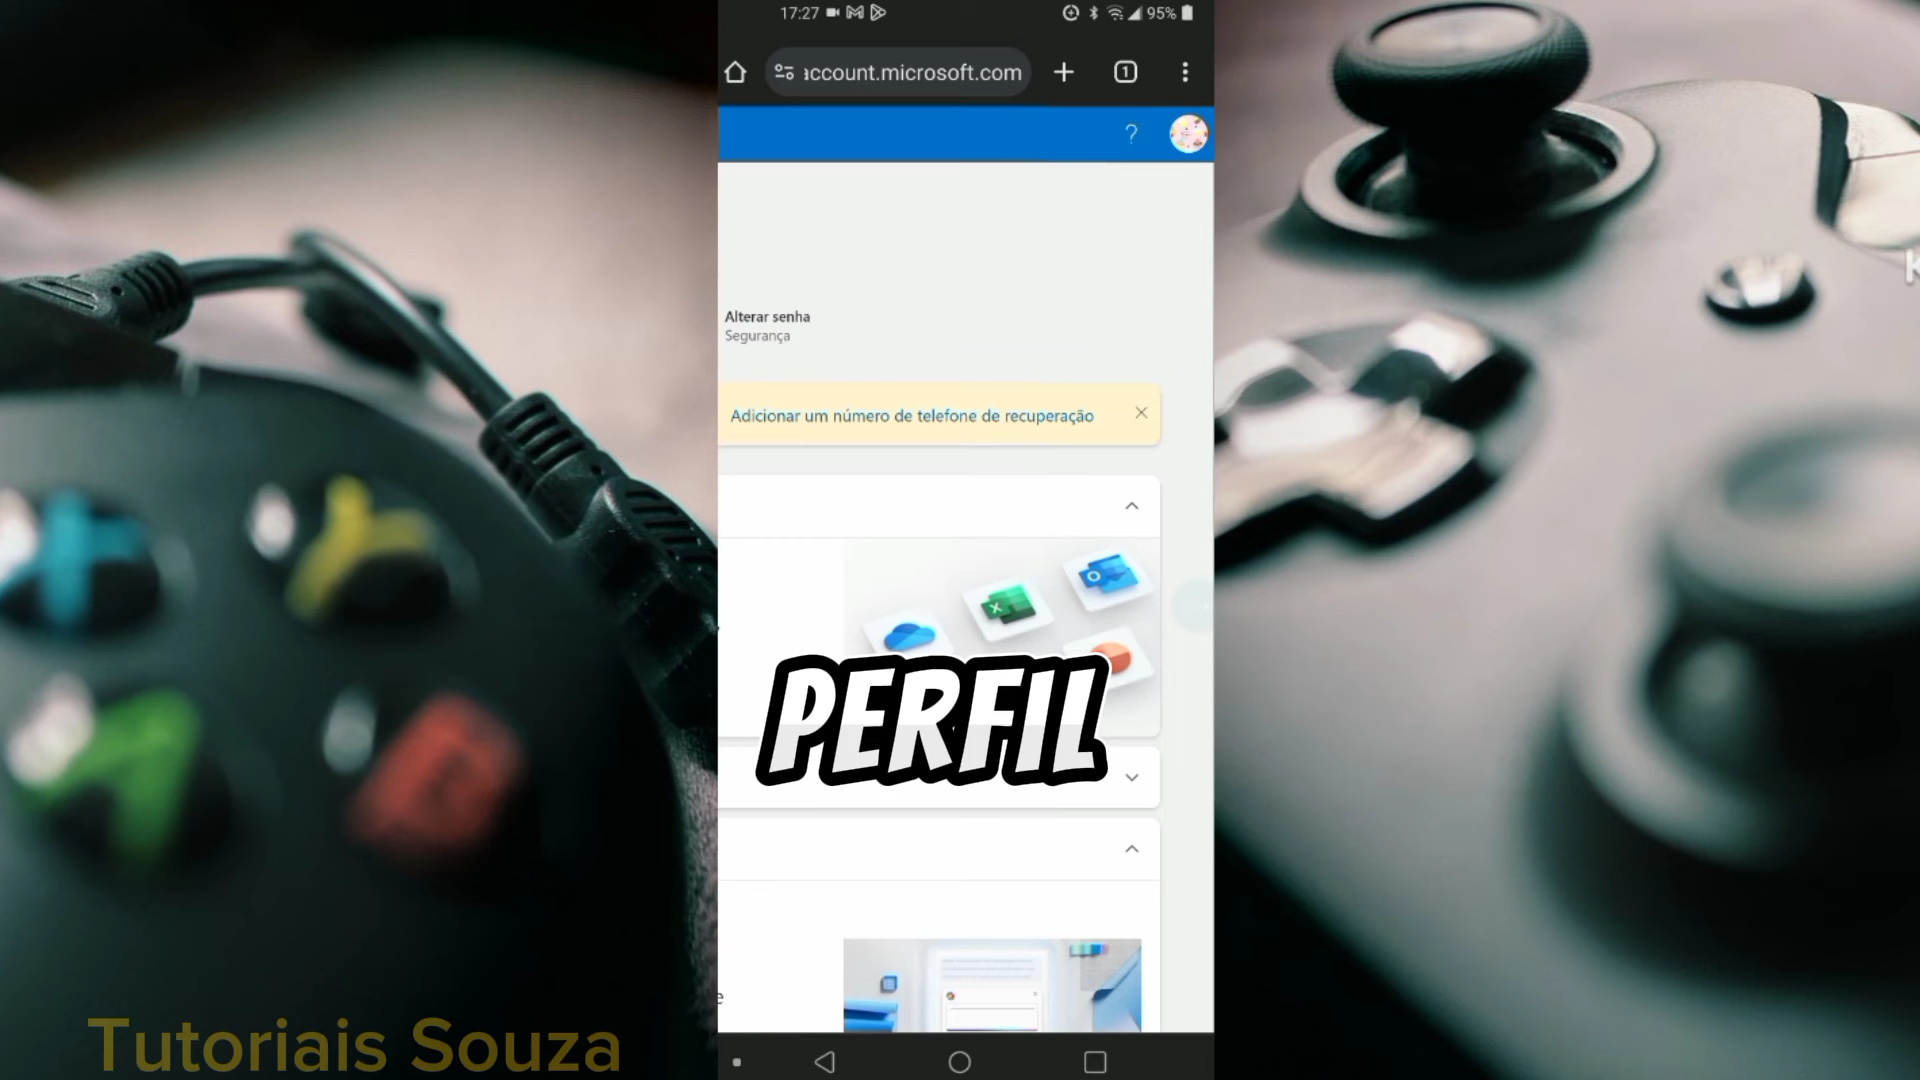 17:27
95%
account.microsoft.com
1
?
Alterar senha
Segurança
Adicionar um número de telefone de recuperação
PERFIL
Tutoriais Souza